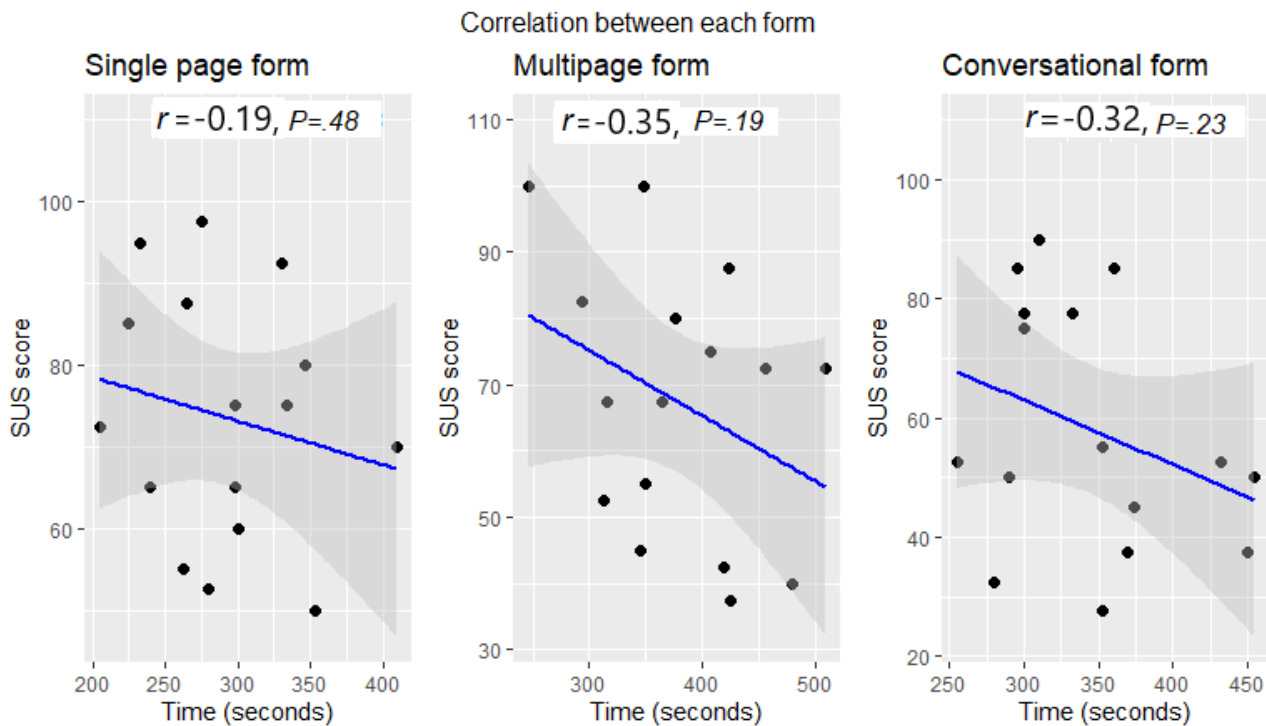 Correlation between each form
Single page form
r=-0.19, P=.48
SUS score
100
80
60
200 250 300 350 400
Time (seconds)
Multipage form
r=-0.35, P=.19
SUS score
110
90
70
50
30
300 400 500
Time (seconds)
Conversational form
r=-0.32, P=.23
SUS score
100
80
60
40
20
250 300 350 400 450
Time (seconds)